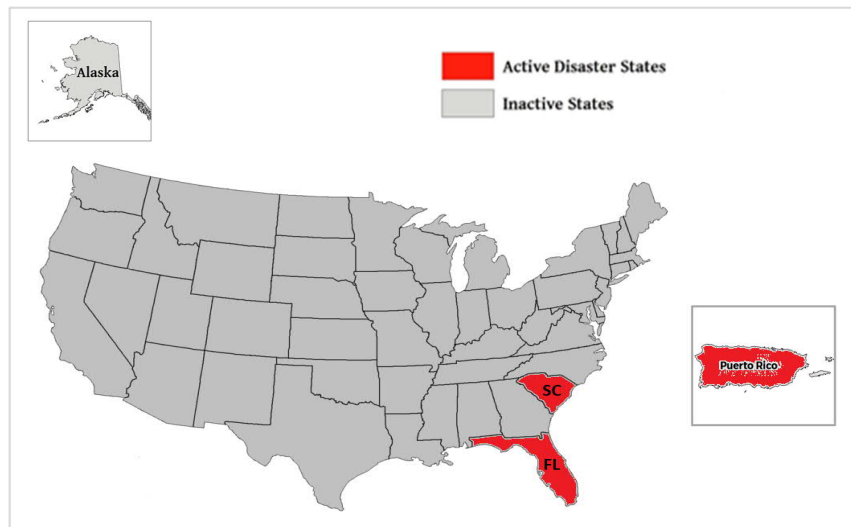 Alaska
Active Disaster States
Inactive States
Puerto Rico
SC
FL